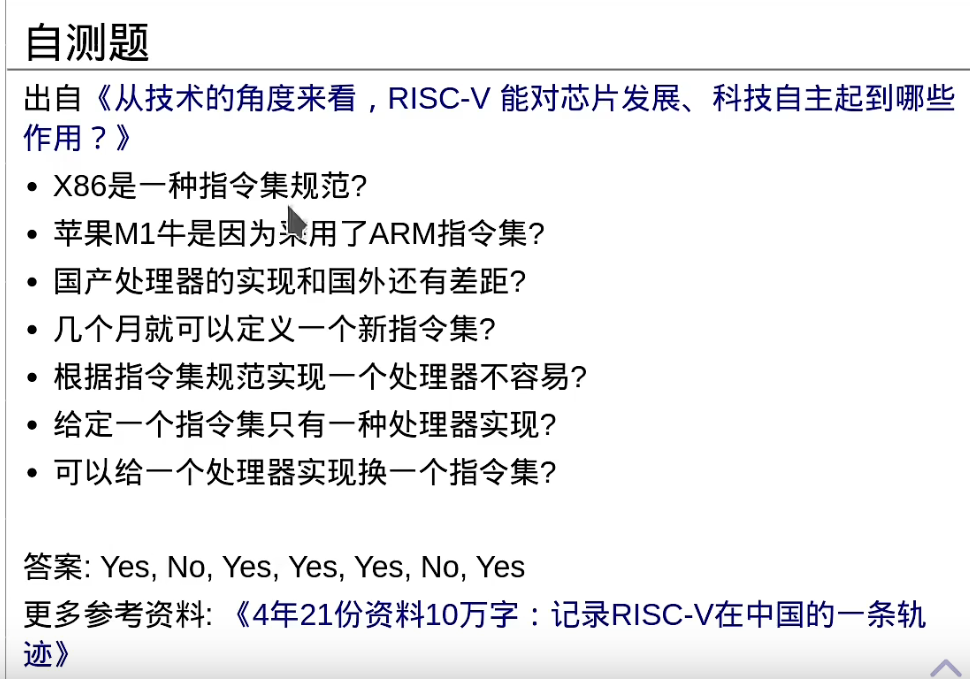 自测题
出自《从技术的角度来看，RISC-V 能对芯片发展、科技自主起到哪些
作用？》
• X86是一种指令集规范?
• 苹果M1牛是因为采用了ARM指令集?
• 国产处理器的实现和国外还有差距?
• 几个月就可以定义一个新指令集?
• 根据指令集规范实现一个处理器不容易?
• 给定一个指令集只有一种处理器实现?
• 可以给一个处理器实现换一个指令集?
答案: Yes, No, Yes, Yes, Yes, No, Yes
更多参考资料: 《4年21份资料10万字：记录RISC-V在中国的一条轨
迹》